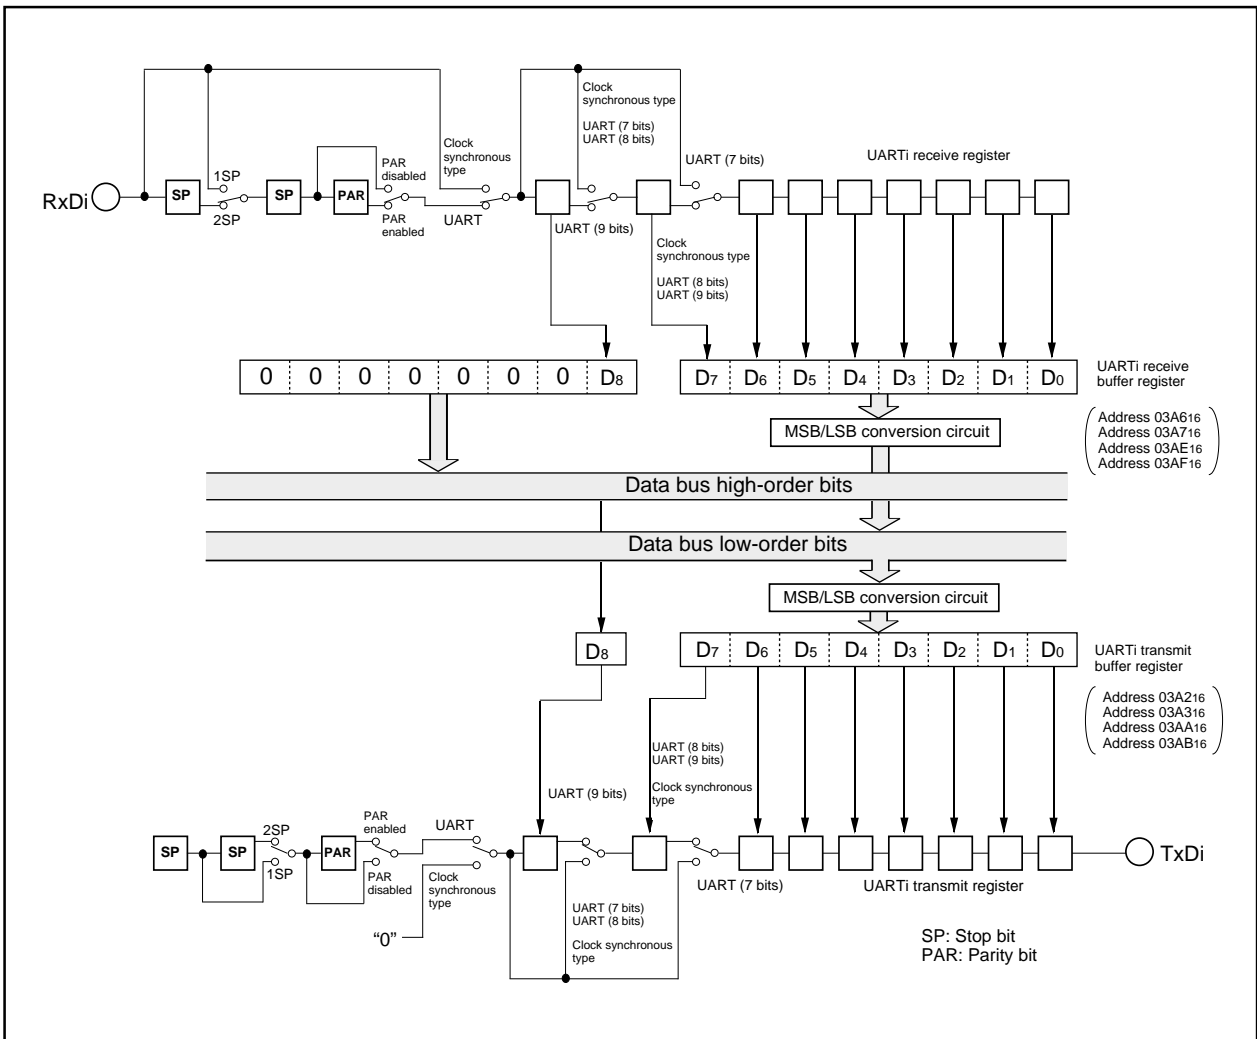 Clock
synchronous type
UART (7 bits)
UART (8 bits)
Clock
synchronous
type
UART (7 bits)
UARTi receive register
PAR
disabled
1SP
RxDi
SP
SP
PAR
2SP
PAR
enabled
UART
UART (9 bits)
Clock
synchronous type
UART (8 bits)
UART (9 bits)
0 0 0 0 0 0 0 D8
D7 D6 D5 D4 D3 D2 D1 D0
UARTi receive
buffer register
MSB/LSB conversion circuit
Address 03A616
Address 03A716
Address 03AE16
Address 03AF16
Data bus high-order bits
Data bus low-order bits
MSB/LSB conversion circuit
D8
D7 D6 D5 D4 D3 D2 D1 D0
UARTi transmit
buffer register
Address 03A216
Address 03A316
Address 03AA16
Address 03AB16
UART (8 bits)
UART (9 bits)
Clock synchronous
type
UART (9 bits)
PAR
enabled
UART
2SP
SP
SP
PAR
1SP
TxDi
PAR
disabled
Clock
synchronous
type
UART (7 bits)
UARTi transmit register
UART (7 bits)
UART (8 bits)
Clock synchronous
type
“0”
SP: Stop bit
PAR: Parity bit